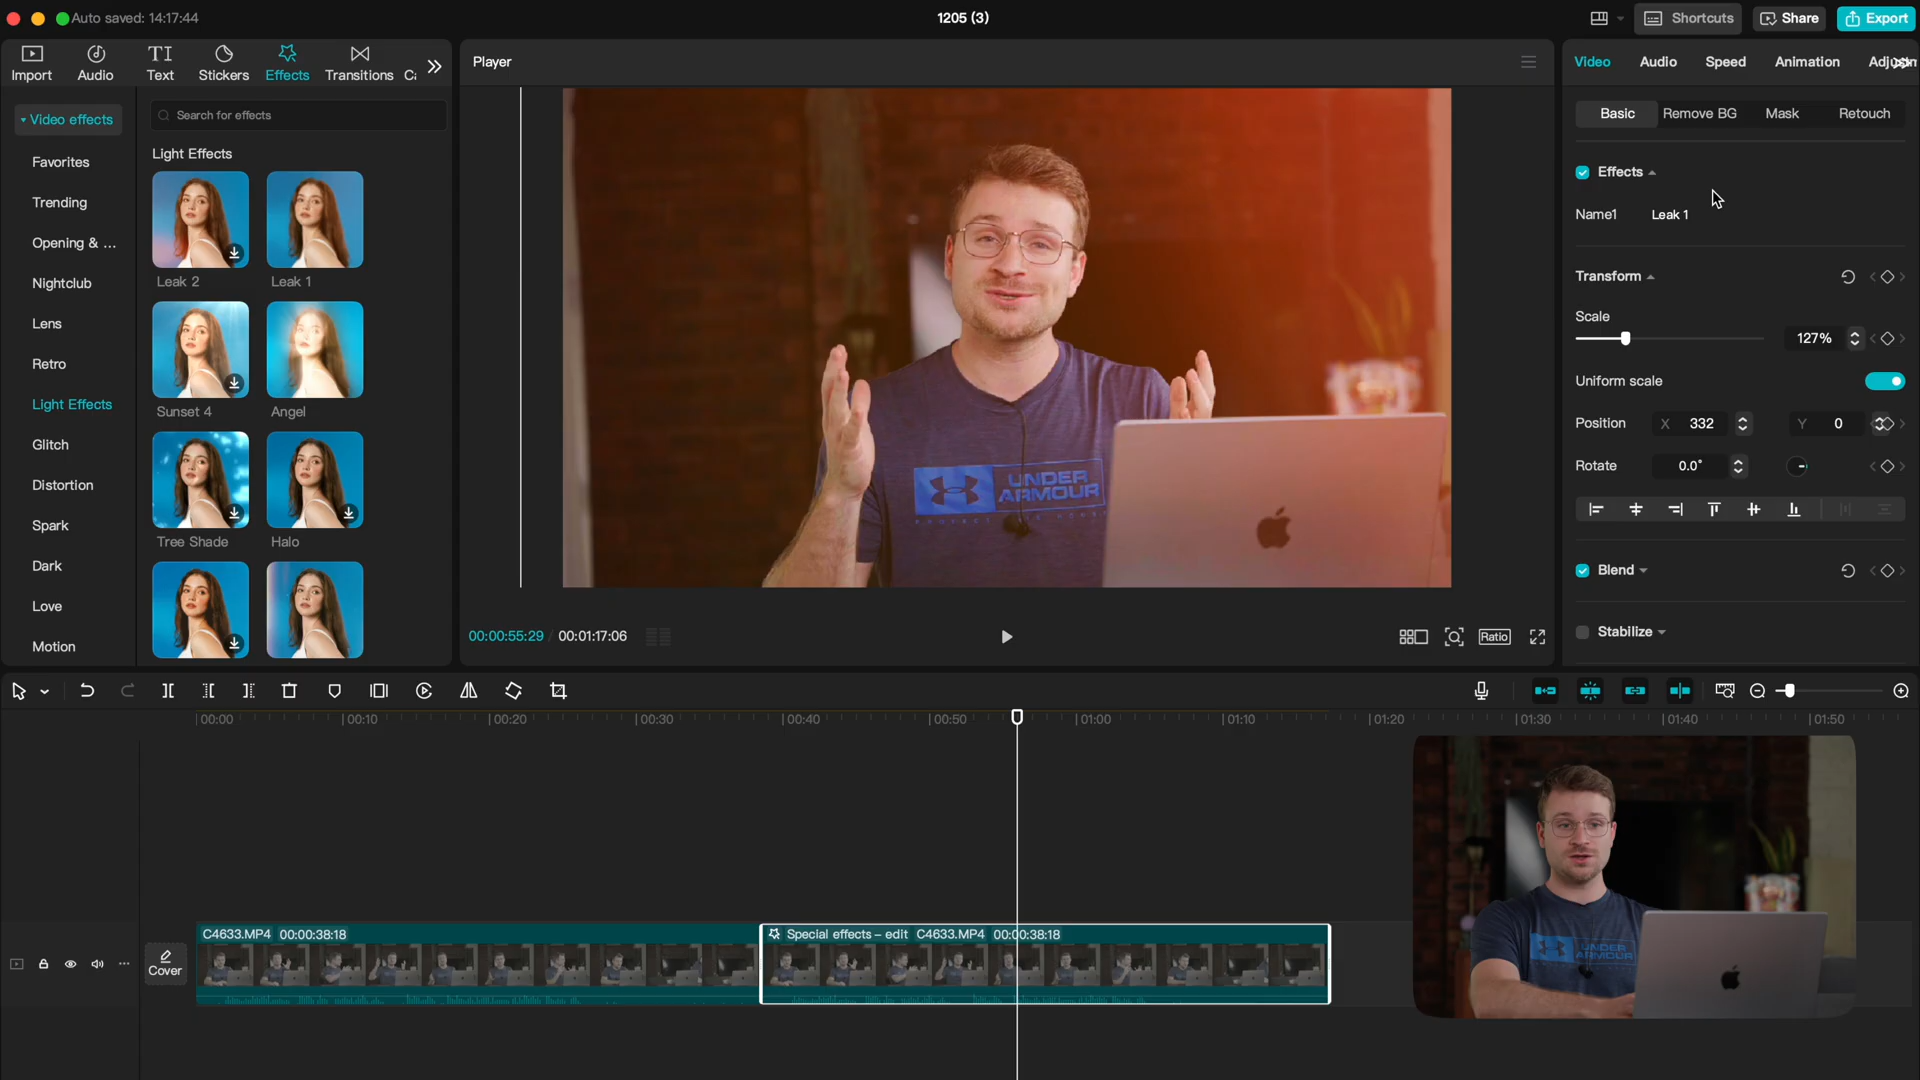 Auto saved: 14:17:44
1205 (3)
Shortcuts
Share
Export
Import
Audio
TI
Text
Stickers
Effects
Transitions
Player
Video
Audio
Speed
Animation
Video effects
Search for effects
Basic
Remove BG
Mask
Retouch
Favorites
Trending
Opening & ...
Nightclub
Lens
Retro
Light Effects
Glitch
Distortion
Spark
Dark
Love
Motion
Light Effects
Leak 2
Leak 1
Sunset 4
Angel
Tree Shade
Halo
UNDER
ARMOUR
PROTECT THIS HOUSE
Effects
Name1
Leak 1
Transform
Scale
127%
Uniform scale
Position
X 332
Y 0
Rotate
0.0°
Blend
Stabilize
00:00:55:29 / 00:01:17:06
Ratio
00:00
00:10
00:20
00:30
00:40
00:50
01:00
01:10
01:20
01:30
01:40
01:50
Cover
C4633.MP4 00:00:38:18
Special effects – edit C4633.MP4 00:00:38:18
UNDER
ARMOUR